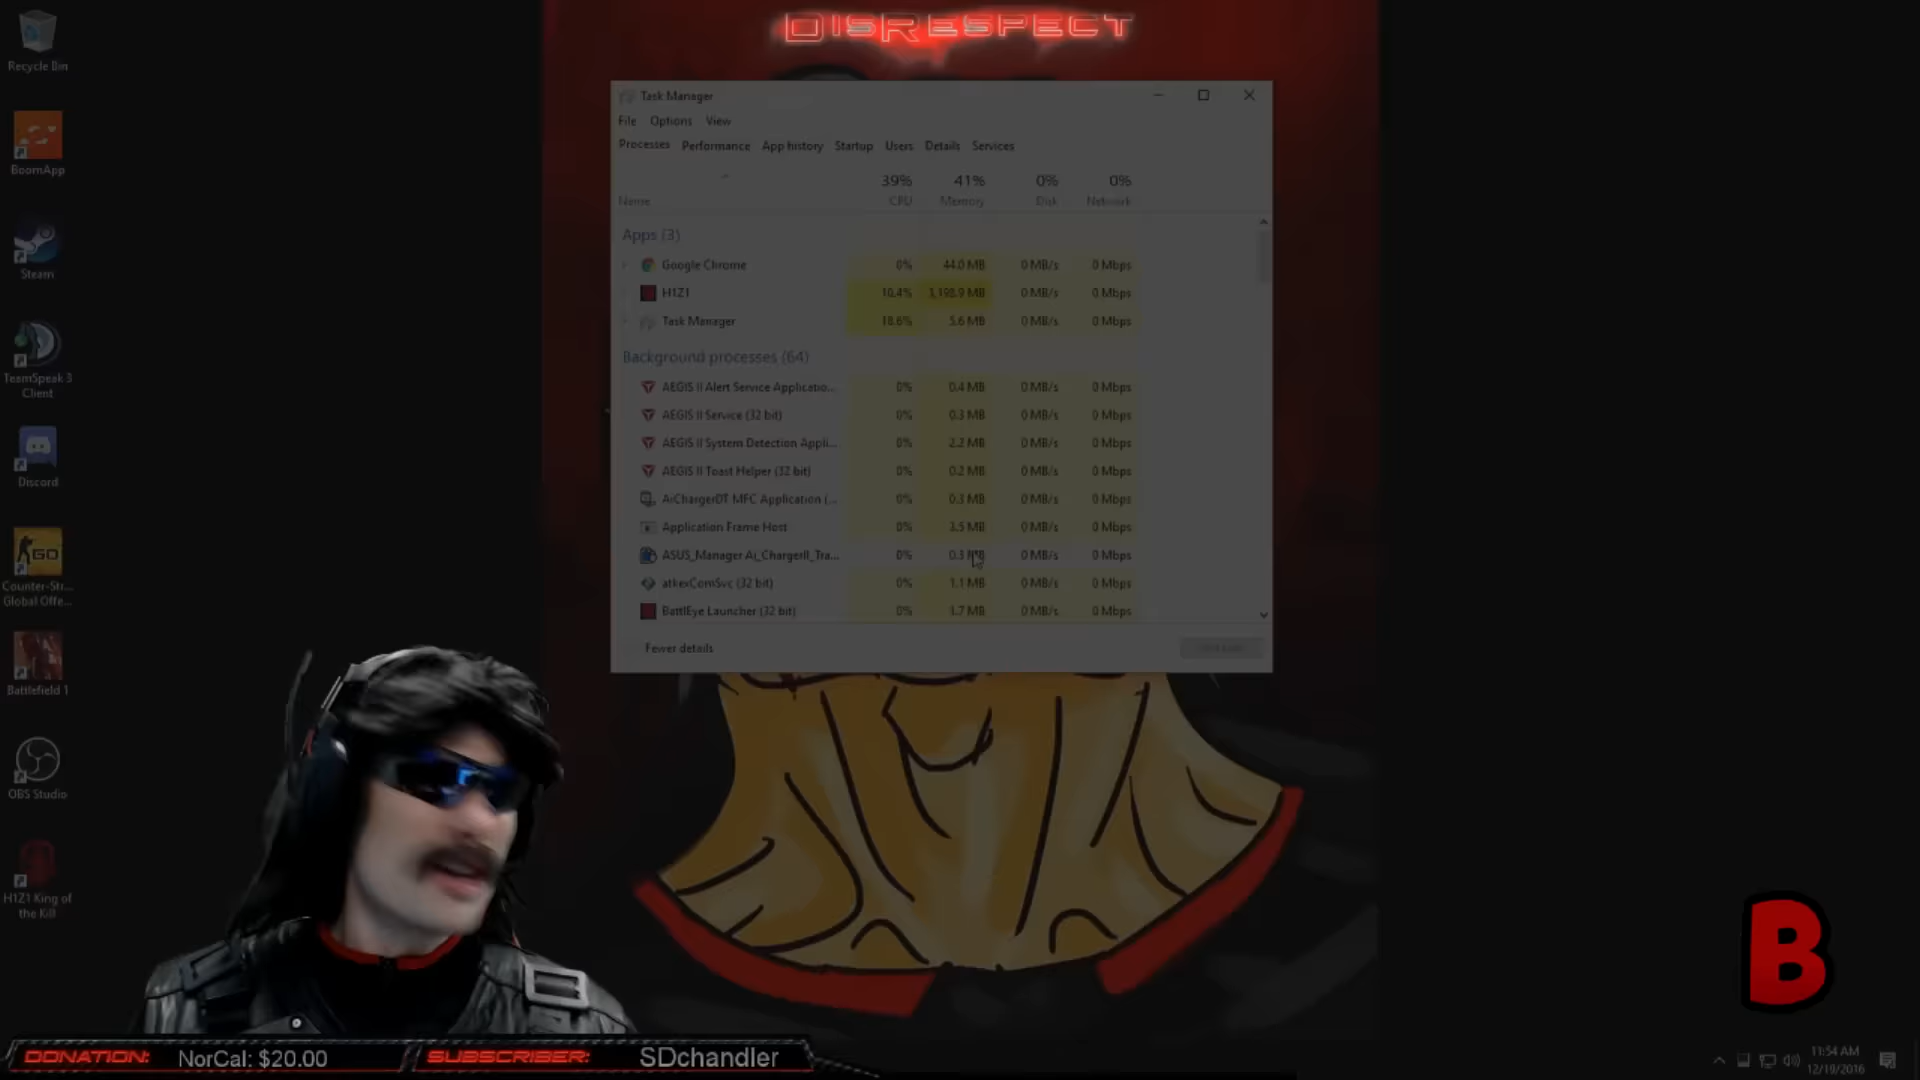 DISRESPECT
Recycle Bin
BoomApp
Steam
TeamSpeak 3
Client
Discord
GO
Counter-Str...
Global Offe...
Battlefield 1
OBS Studio
H1Z1 King of
the Kill
Task Manager
File Options View
Processes Performance App history Startup Users Details Services
39% 41% 0% 0%
Name CPU Memory Disk Network
Apps (3)
Google Chrome 0% 44.0 MB 0 MB/s 0 Mbps
H1Z1 10.4% 3,198.9 MB 0 MB/s 0 Mbps
Task Manager 18.6% 5.6 MB 0 MB/s 0 Mbps
Background processes (64)
AEGIS II Alert Service Applicatio... 0% 0.4 MB 0 MB/s 0 Mbps
AEGIS II Service (32 bit) 0% 0.3 MB 0 MB/s 0 Mbps
AEGIS II System Detection Appli... 0% 2.2 MB 0 MB/s 0 Mbps
AEGIS II Toast Helper (32 bit) 0% 0.2 MB 0 MB/s 0 Mbps
AiChargerDT MFC Application (... 0% 0.3 MB 0 MB/s 0 Mbps
Application Frame Host 0% 3.5 MB 0 MB/s 0 Mbps
ASUS_Manager Ai_ChargerII_Tra... 0% 0.3 MB 0 MB/s 0 Mbps
atkexComSvc (32 bit) 0% 1.1 MB 0 MB/s 0 Mbps
BattlEye Launcher (32 bit) 0% 1.7 MB 0 MB/s 0 Mbps
Fewer details
B
DONATION: NorCal: $20.00 SUBSCRIBER: SDchandler
11:54 AM
12/19/2016